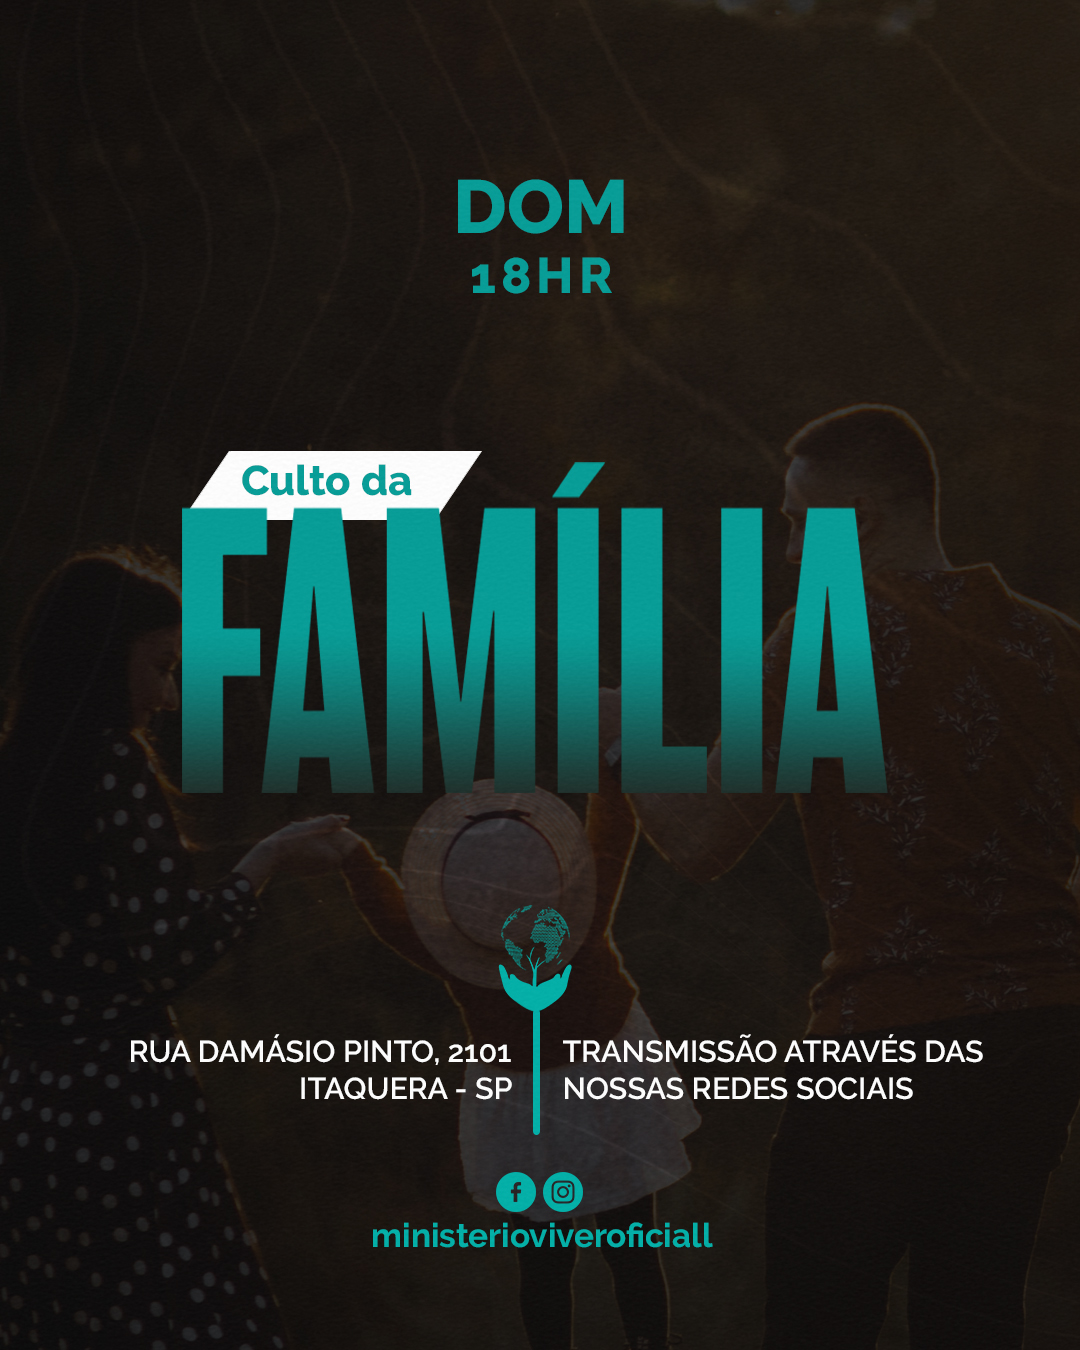 DOM
18HR
Culto da
FAMÍLIA
RUA DAMÁSIO PINTO, 2101
ITAQUERA - SP
TRANSMISSÃO ATRAVÉS DAS
NOSSAS REDES SOCIAIS
ministerioviveroficiall